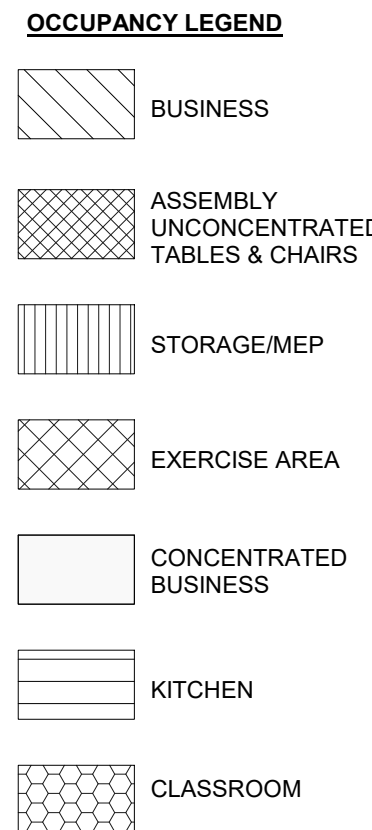 OCCUPANCY LEGEND
BUSINESS
ASSEMBLY
UNCONCENTRATED
TABLES & CHAIRS
STORAGE/MEP
EXERCISE AREA
CONCENTRATED
BUSINESS
KITCHEN
CLASSROOM